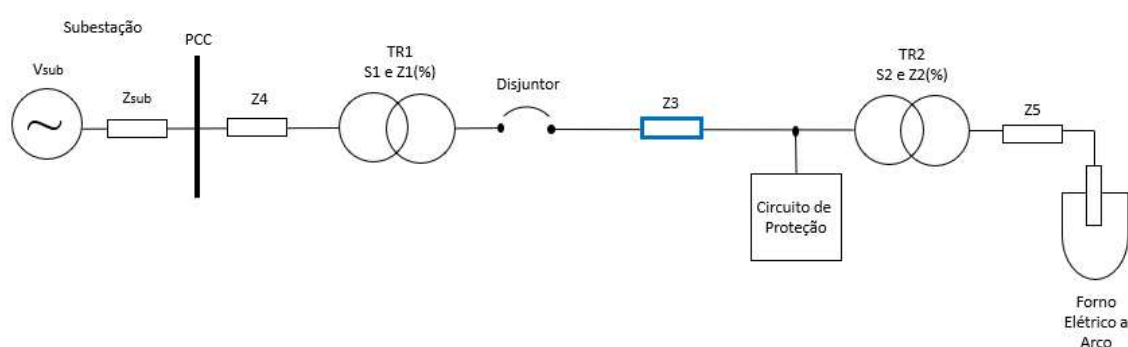 Subestação
PCC
Vsub
Zsub
Z4
TR1
S1 e Z1(%)
Disjuntor
Z3
TR2
S2 e Z2(%)
Z5
Circuito de
Proteção
Forno
Elétrico a
Arco